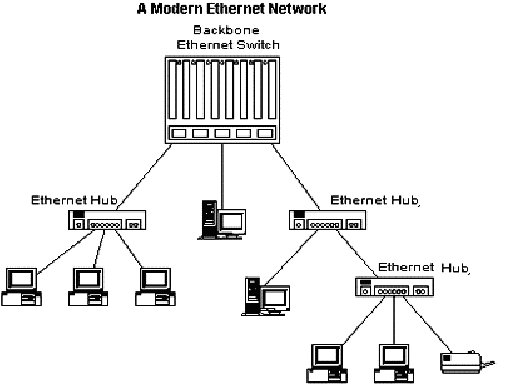 A Modern Ethernet Network
Backbone
Ethernet Switch
Ethernet Hub
Ethernet Hub,
Ethernet Hub,